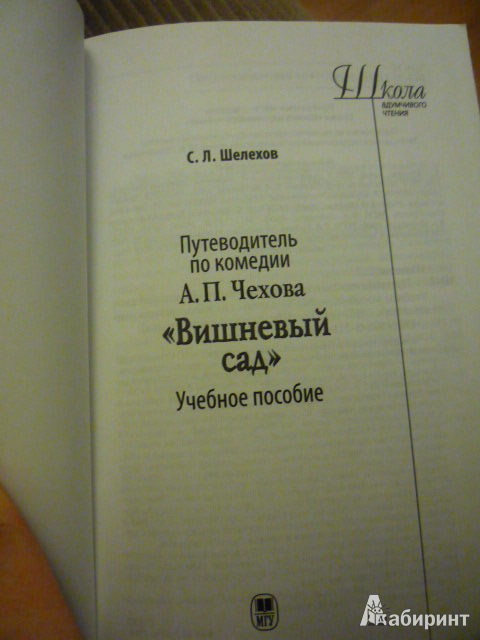 Школа
ВДУМЧИВОГО
ЧТЕНИЯ
С. Л. Шелехов
Путеводитель
по комедии
А. П. Чехова
«Вишневый
сад»
Учебное пособие
МГУ
Лабиринт